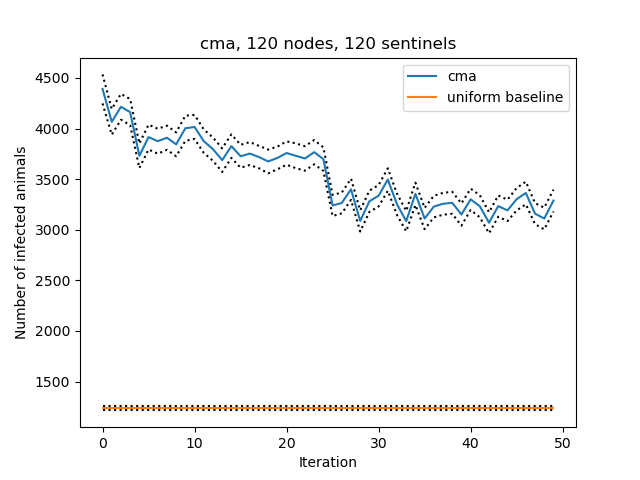 cma, 120 nodes, 120 sentinels
cma
uniform baseline
Number of infected animals
4500
4000
3500
3000
2500
2000
1500
0 10 20 30 40 50
Iteration